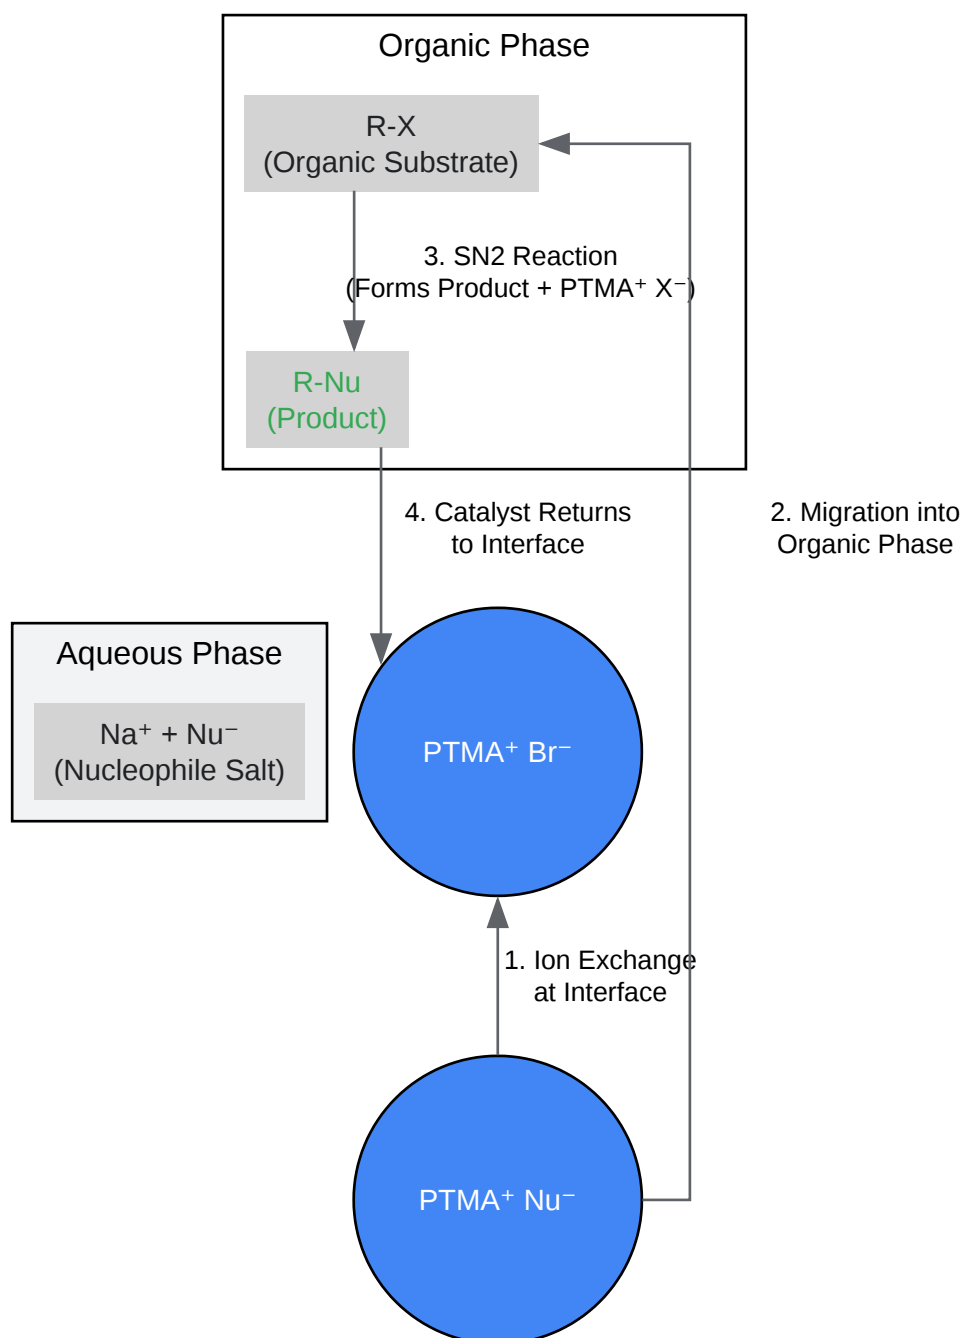 Organic Phase
R-X
(Organic Substrate)
3. SN2 Reaction
(Forms Product + PTMA⁺ X⁻)
R-Nu
(Product)
4. Catalyst Returns
to Interface
2. Migration into
Organic Phase
Aqueous Phase
Na⁺ + Nu⁻
(Nucleophile Salt)
PTMA⁺ Br⁻
1. Ion Exchange
at Interface
PTMA⁺ Nu⁻